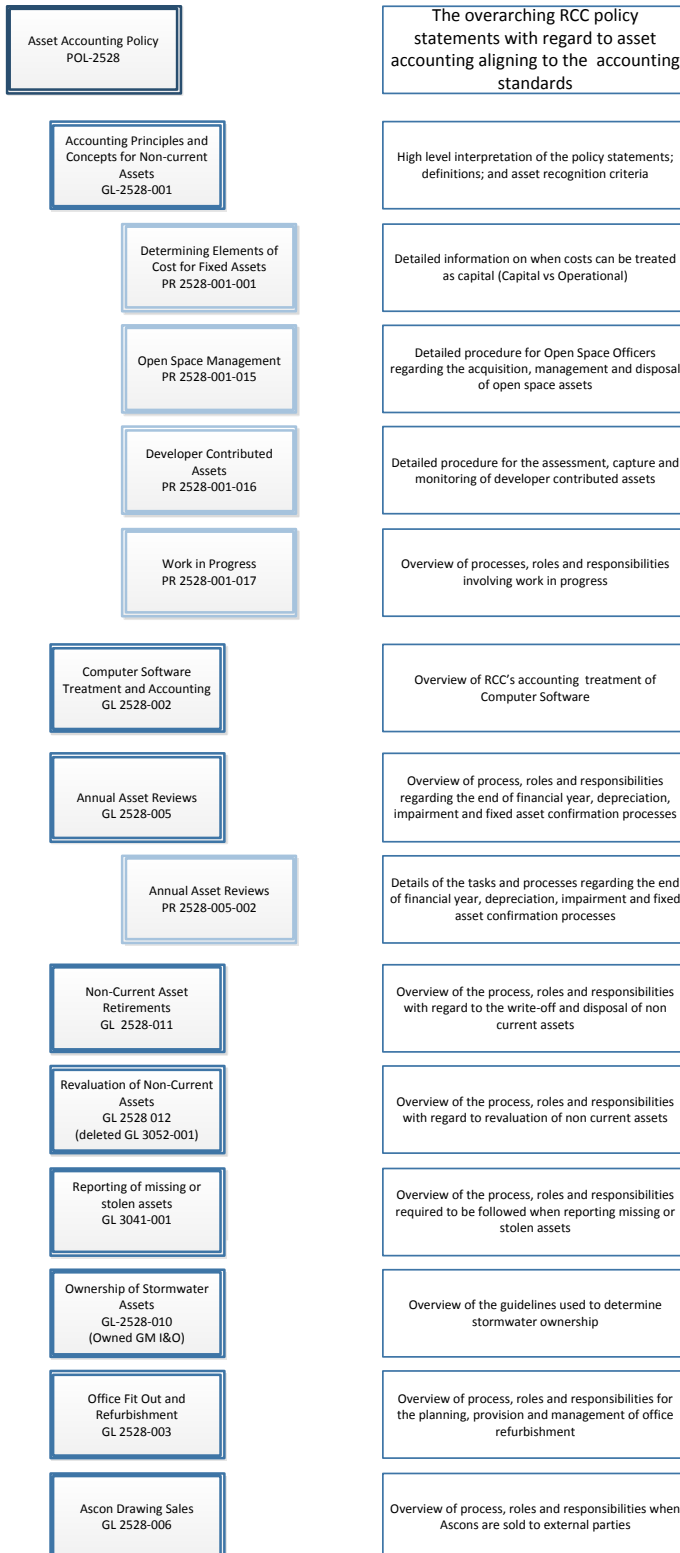 Asset Accounting Policy
POL-2528
The overarching RCC policy
statements with regard to asset
accounting aligning to the accounting
standards
Accounting Principles and
Concepts for Non-current
Assets
GL-2528-001
High level interpretation of the policy statements;
definitions; and asset recognition criteria
Determining Elements of
Cost for Fixed Assets
PR 2528-001-001
Detailed information on when costs can be treated
as capital (Capital vs Operational)
Open Space Management
PR 2528-001-015
Detailed procedure for Open Space Officers
regarding the acquisition, management and disposal
of open space assets
Developer Contributed
Assets
PR 2528-001-016
Detailed procedure for the assessment, capture and
monitoring of developer contributed assets
Work in Progress
PR 2528-001-017
Overview of processes, roles and responsibilities
involving work in progress
Computer Software
Treatment and Accounting
GL 2528-002
Overview of RCC’s accounting treatment of
Computer Software
Annual Asset Reviews
GL 2528-005
Overview of process, roles and responsibilities
regarding the end of financial year, depreciation,
impairment and fixed asset confirmation processes
Annual Asset Reviews
PR 2528-005-002
Details of the tasks and processes regarding the end
of financial year, depreciation, impairment and fixed
asset confirmation processes
Non-Current Asset
Retirements
GL 2528-011
Overview of the process, roles and responsibilities
with regard to the write-off and disposal of non
current assets
Revaluation of Non-Current
Assets
GL 2528 012
(deleted GL 3052-001)
Overview of the process, roles and responsibilities
with regard to revaluation of non current assets
Reporting of missing or
stolen assets
GL 3041-001
Overview of the process, roles and responsibilities
required to be followed when reporting missing or
stolen assets
Ownership of Stormwater
Assets
GL-2528-010
(Owned GM I&O)
Overview of the guidelines used to determine
stormwater ownership
Office Fit Out and
Refurbishment
GL 2528-003
Overview of process, roles and responsibilities for
the planning, provision and management of office
refurbishment
Ascon Drawing Sales
GL 2528-006
Overview of process, roles and responsibilities when
Ascons are sold to external parties